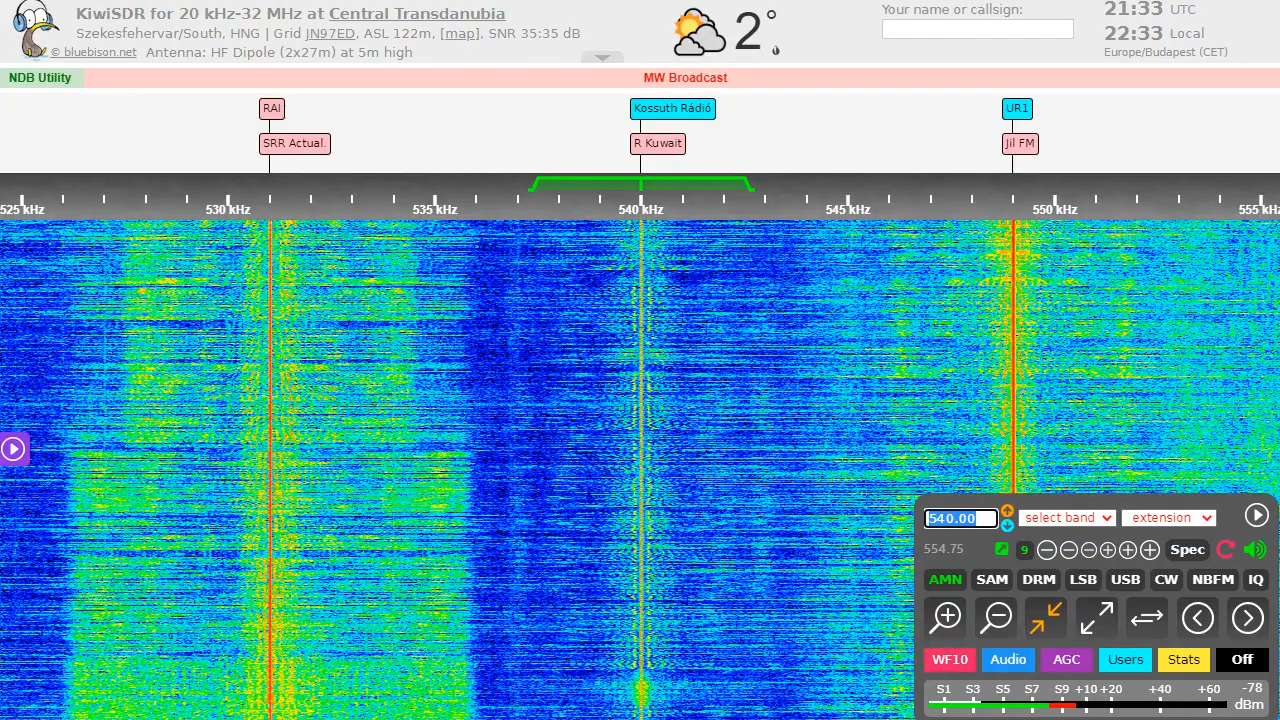 KiwiSDR for 20 kHz-32 MHz at Central Transdanubia
Szekesfehervar/South, HNG | Grid JN97ED, ASL 122m, [map], SNR 35:35 dB
© bluebison.net Antenna: HF Dipole (2x27m) at 5m high
2°
Your name or callsign:
21:33 UTC
22:33 Local
Europe/Budapest (CET)
NDB Utility
MW Broadcast
RAI
Kossuth Rádió
UR1
SRR Actual.
R Kuwait
Jil FM
525 kHz
530 kHz
535 kHz
540 kHz
545 kHz
550 kHz
555 kHz
540.00
select band
extension
554.75
9
Spec
AMN
SAM
DRM
LSB
USB
CW
NBFM
IQ
WF10
Audio
AGC
Users
Stats
Off
S1 S3 S5 S7 S9 +10 +20 +40 +60 -78
dBm